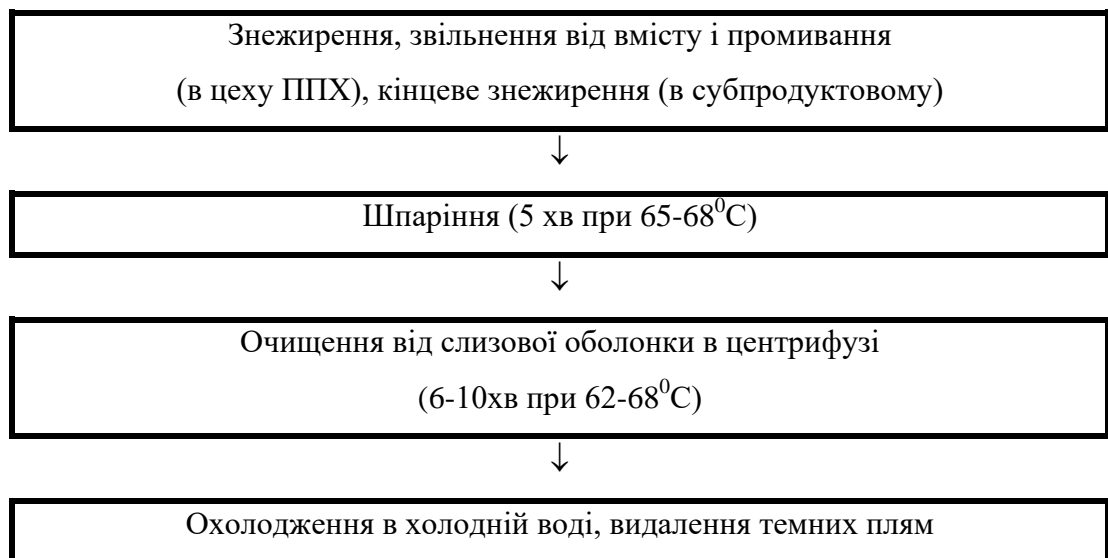 Знежирення, звільнення від вмісту і промивання
(в цеху ППХ), кінцеве знежирення (в субпродуктовому)
↓
Шпаріння (5 хв при 65-68⁰С)
↓
Очищення від слизової оболонки в центрифузі
(6-10хв при 62-68⁰С)
↓
Охолодження в холодній воді, видалення темних плям